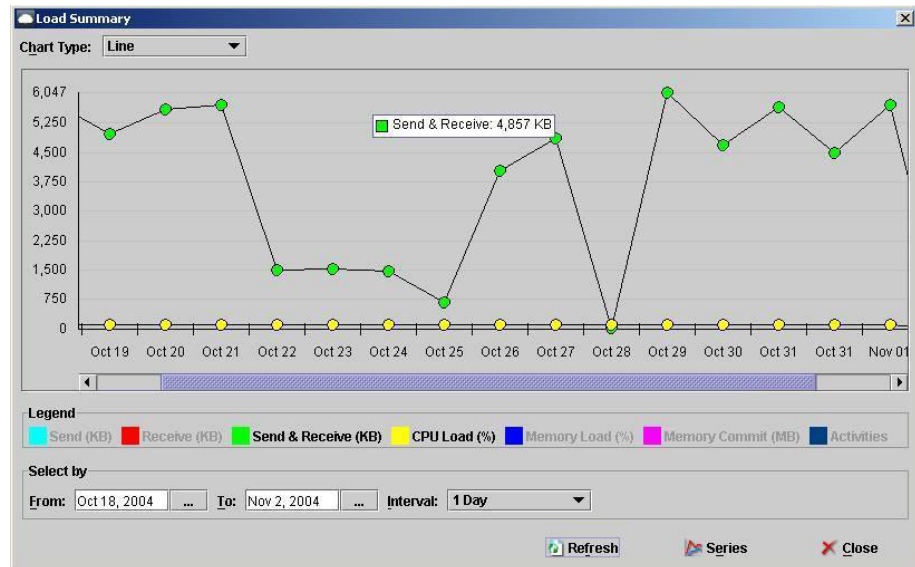 Load Summary
Chart Type: Line
6,047
5,250
4,500
3,750
3,000
2,250
1,500
750
0
Send & Receive: 4,857 KB
Oct 19 Oct 20 Oct 21 Oct 22 Oct 23 Oct 24 Oct 25 Oct 26 Oct 27 Oct 28 Oct 29 Oct 30 Oct 31 Oct 31 Nov 01
Legend
Send (KB) Receive (KB) Send & Receive (KB) CPU Load (%) Memory Load (%) Memory Commit (MB) Activities
Select by
From: Oct 18, 2004 ... To: Nov 2, 2004 ... Interval: 1 Day
Refresh Series Close